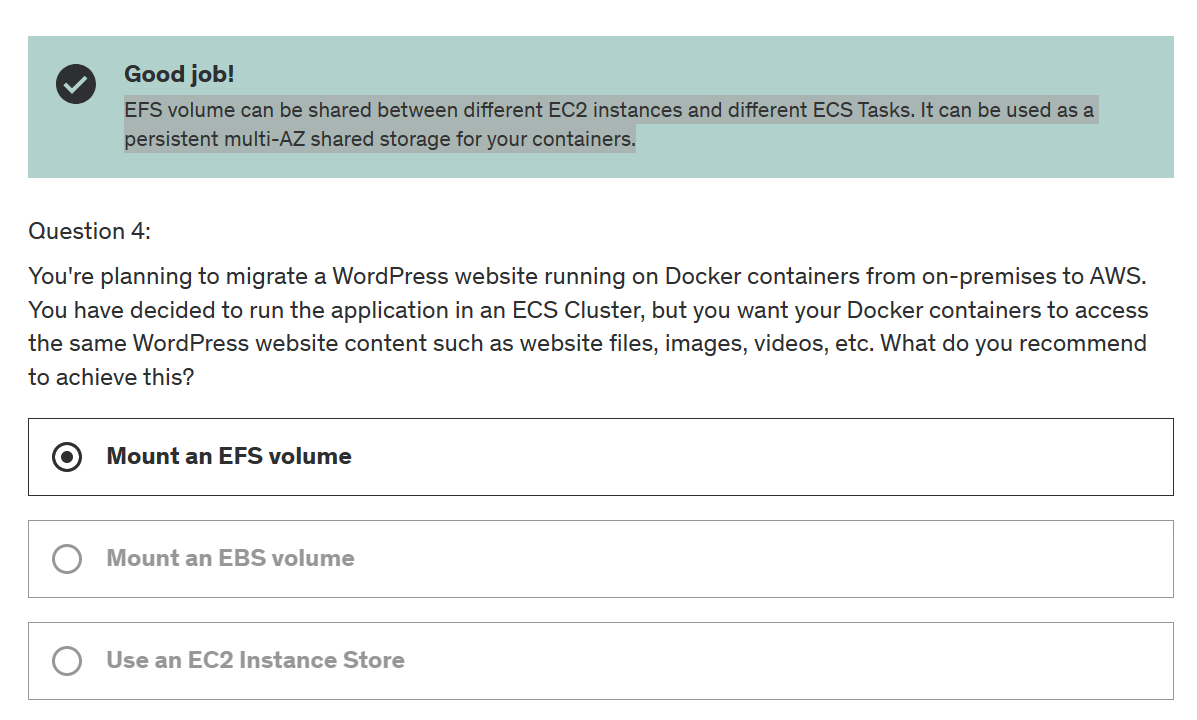 Good job!
EFS volume can be shared between different EC2 instances and different ECS Tasks. It can be used as a
persistent multi-AZ shared storage for your containers.
Question 4:
You're planning to migrate a WordPress website running on Docker containers from on-premises to AWS.
You have decided to run the application in an ECS Cluster, but you want your Docker containers to access
the same WordPress website content such as website files, images, videos, etc. What do you recommend
to achieve this?
Mount an EFS volume
Mount an EBS volume
Use an EC2 Instance Store